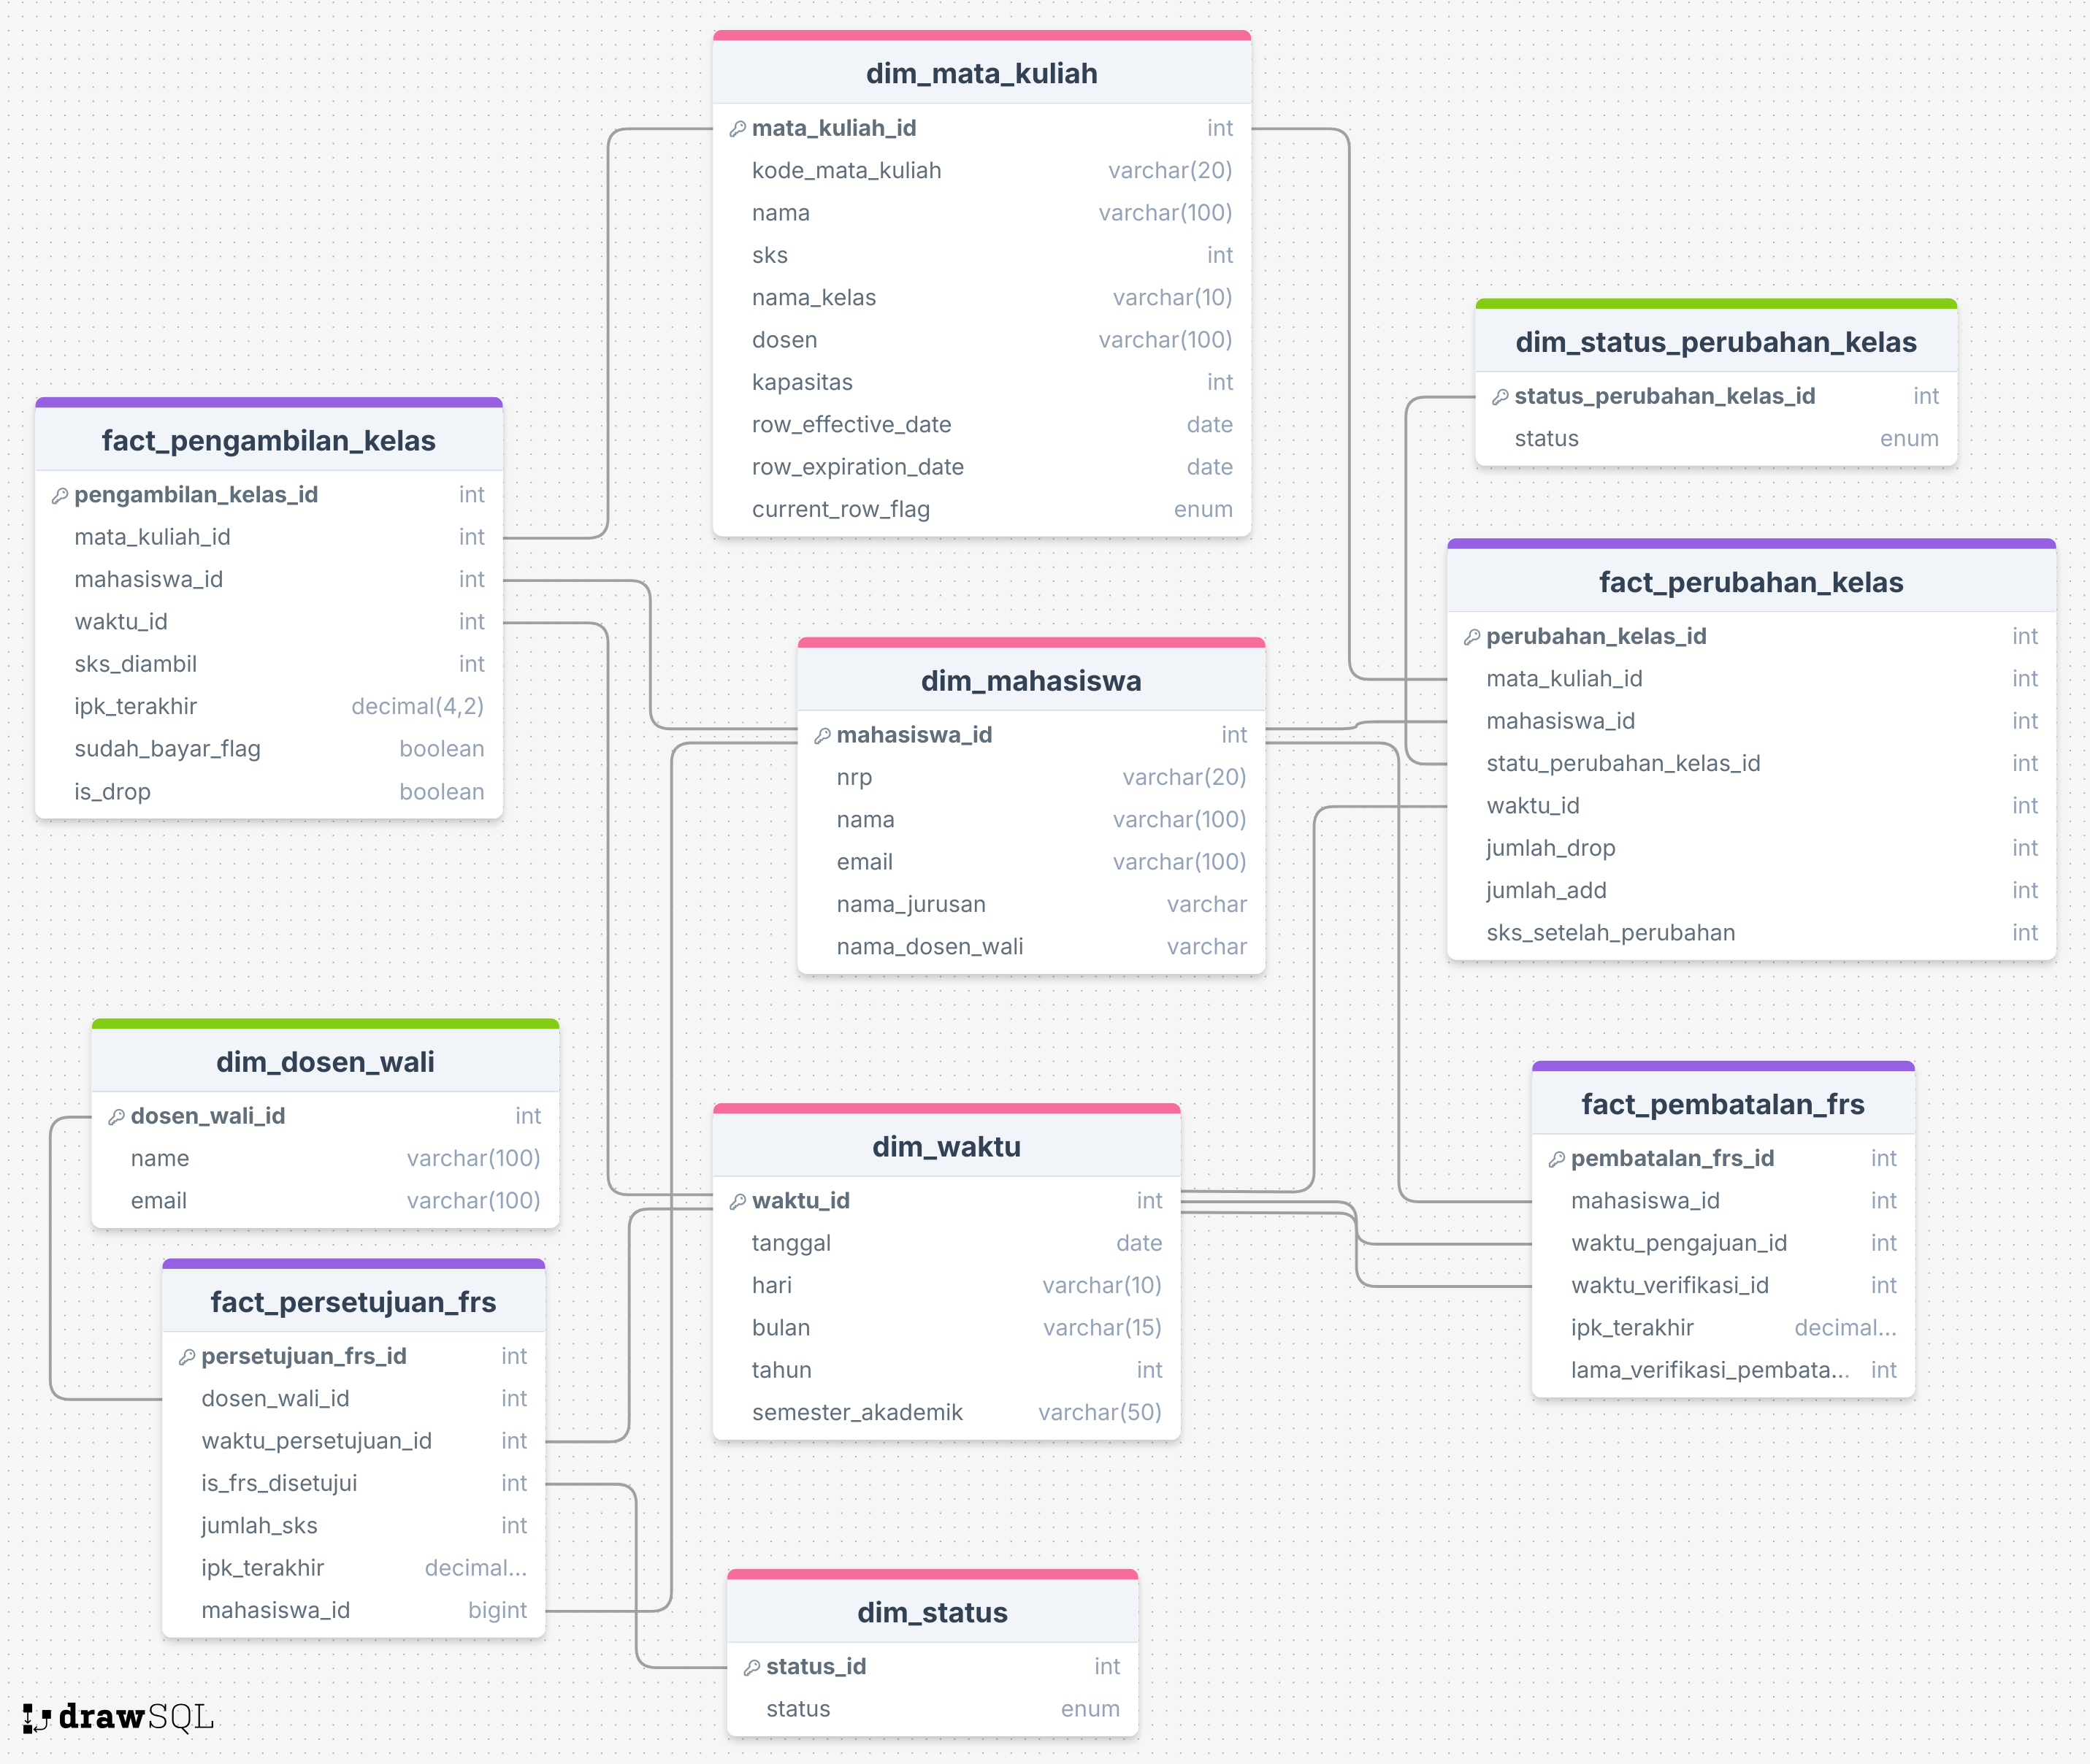 dim_mata_kuliah
mata_kuliah_id int
kode_mata_kuliah varchar(20)
nama varchar(100)
sks int
nama_kelas varchar(10)
dosen varchar(100)
kapasitas int
row_effective_date date
row_expiration_date date
current_row_flag enum
dim_status_perubahan_kelas
status_perubahan_kelas_id int
status enum
fact_pengambilan_kelas
pengambilan_kelas_id int
mata_kuliah_id int
mahasiswa_id int
waktu_id int
sks_diambil int
ipk_terakhir decimal(4,2)
sudah_bayar_flag boolean
is_drop boolean
fact_perubahan_kelas
perubahan_kelas_id int
mata_kuliah_id int
mahasiswa_id int
statu_perubahan_kelas_id int
waktu_id int
jumlah_drop int
jumlah_add int
sks_setelah_perubahan int
dim_mahasiswa
mahasiswa_id int
nrp varchar(20)
nama varchar(100)
email varchar(100)
nama_jurusan varchar
nama_dosen_wali varchar
dim_dosen_wali
dosen_wali_id int
name varchar(100)
email varchar(100)
dim_waktu
waktu_id int
tanggal date
hari varchar(10)
bulan varchar(15)
tahun int
semester_akademik varchar(50)
fact_pembatalan_frs
pembatalan_frs_id int
mahasiswa_id int
waktu_pengajuan_id int
waktu_verifikasi_id int
ipk_terakhir decimal...
lama_verifikasi_pembata... int
fact_persetujuan_frs
persetujuan_frs_id int
dosen_wali_id int
waktu_persetujuan_id int
is_frs_disetujui int
jumlah_sks int
ipk_terakhir decimal...
mahasiswa_id bigint
dim_status
status_id int
status enum
drawSQL